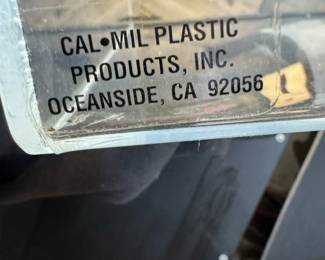 CAL•MIL PLASTIC
PRODUCTS, INC.
OCEANSIDE, CA 92056